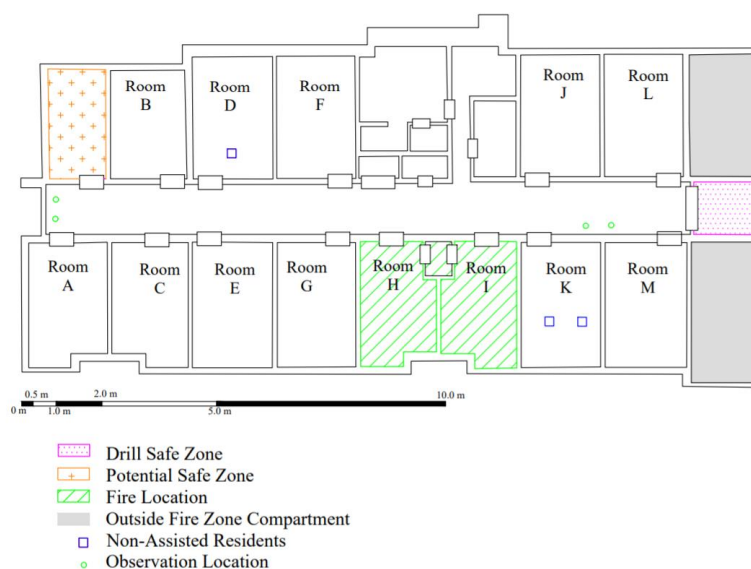 Room
B
Room
D
Room
F
Room
J
Room
L
Room
A
Room
C
Room
E
Room
G
Room
H
Room
I
Room
K
Room
M
0 m
0.5 m
1.0 m
2.0 m
5.0 m
10.0 m
Drill Safe Zone
Potential Safe Zone
Fire Location
Outside Fire Zone Compartment
Non-Assisted Residents
Observation Location